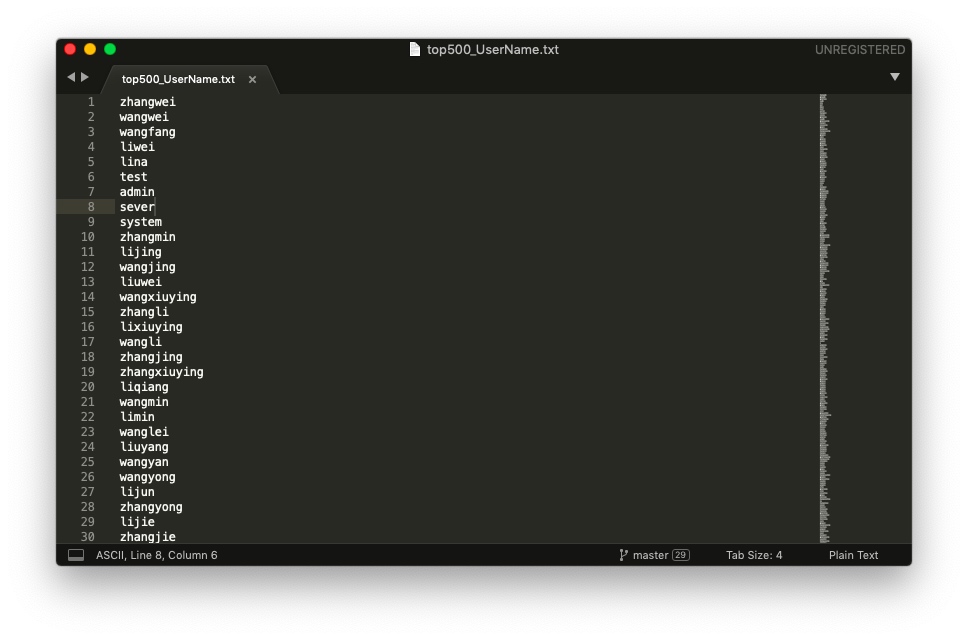 top500_UserName.txt
UNREGISTERED
top500_UserName.txt ×
1 zhangwei
2 wangwei
3 wangfang
4 liwei
5 lina
6 test
7 admin
8 sever
9 system
10 zhangmin
11 lijing
12 wangjing
13 liuwei
14 wangxiuying
15 zhangli
16 lixiuying
17 wangli
18 zhangjing
19 zhangxiuying
20 liqiang
21 wangmin
22 limin
23 wanglei
24 liuyang
25 wangyan
26 wangyong
27 lijun
28 zhangyong
29 lijie
30 zhangjie
ASCII, Line 8, Column 6 master 29 Tab Size: 4 Plain Text